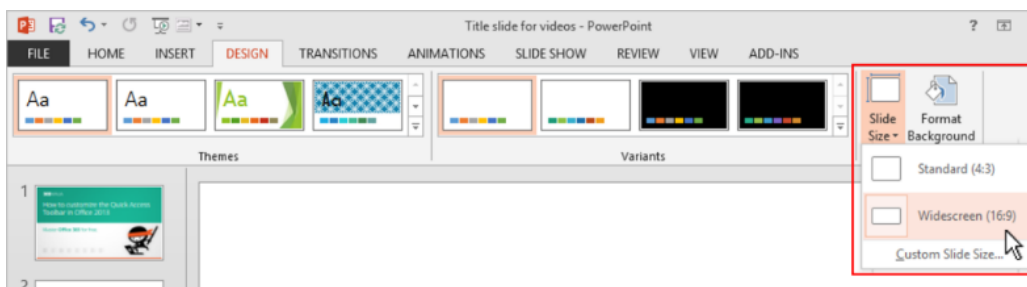 Title slide for videos - PowerPoint
?
FILE HOME INSERT DESIGN TRANSITIONS ANIMATIONS SLIDE SHOW REVIEW VIEW ADD-INS
Aa Aa Aa Aa
Themes
Variants
Slide Size
Format Background
Standard (4:3)
Widescreen (16:9)
Custom Slide Size...
1
How to customize the Quick Access
Toolbar in Office 2013
2